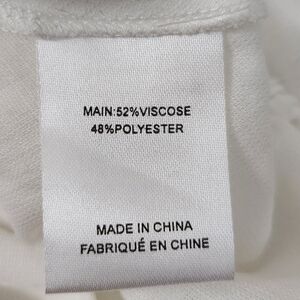 MAIN:52%VISCOSE
48%POLYESTER
MADE IN CHINA
FABRIQUÉ EN CHINE